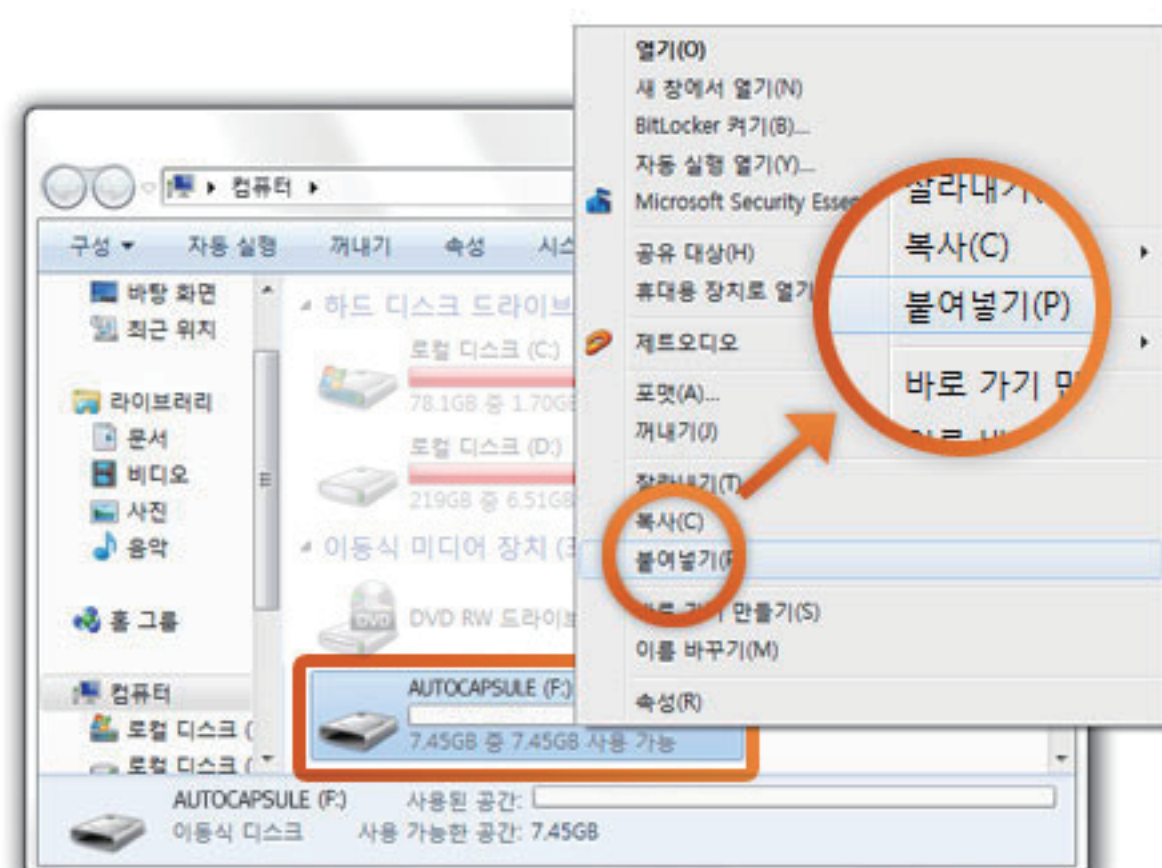 컴퓨터
구성
자동 실행
꺼내기
속성
시스
바탕 화면
최근 위치
라이브러리
문서
비디오
사진
음악
홈 그룹
컴퓨터
로컬 디스크 (
로컬 디스크 (
하드 디스크 드라이브
로컬 디스크 (C:)
78.1GB 중 1.70GB
로컬 디스크 (D:)
219GB 중 6.51GB
이동식 미디어 장치 (3
DVD RW 드라이브
AUTOCAPSULE (F:)
7.45GB 중 7.45GB 사용 가능
AUTOCAPSULE (F:) 사용된 공간:
이동식 디스크 사용 가능한 공간: 7.45GB
열기(O)
새 창에서 열기(N)
BitLocker 켜기(B)...
자동 실행 열기(Y)...
Microsoft Security Essen
공유 대상(H)
휴대용 장치로 열기
제트오디오
포맷(A)...
꺼내기(J)
잘라내기(T)
복사(C)
붙여넣기(P
바로 가기 만들기(S)
이름 바꾸기(M)
속성(R)
잘라내기(
복사(C)
붙여넣기(P)
바로 가기 만